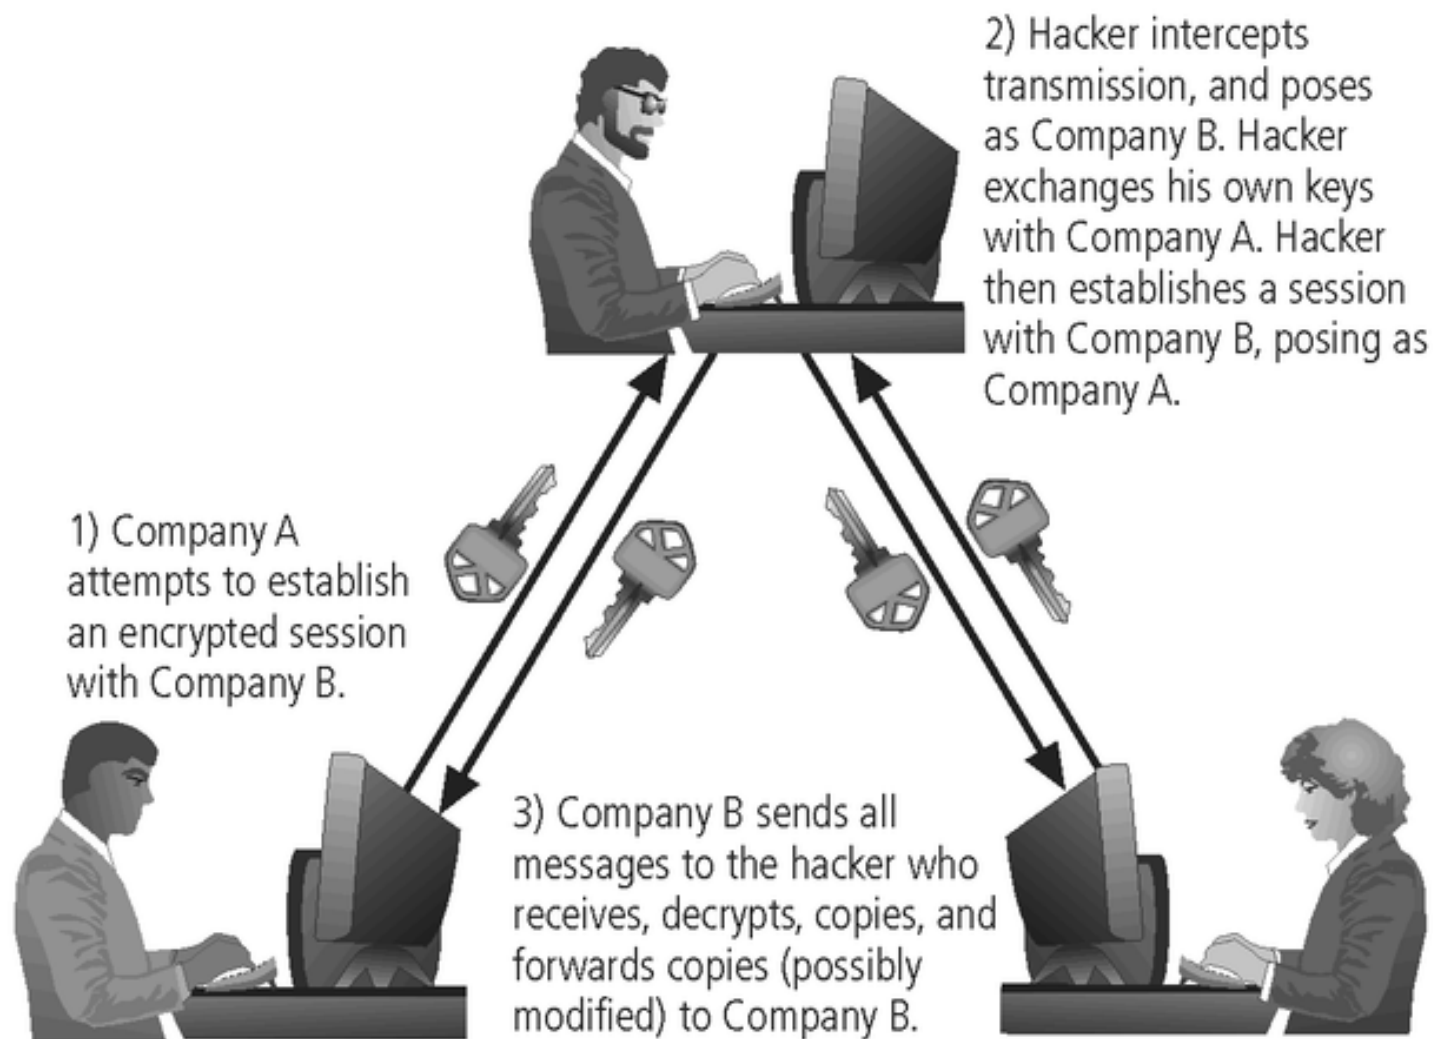 1) Company A
attempts to establish
an encrypted session
with Company B.
2) Hacker intercepts
transmission, and poses
as Company B. Hacker
exchanges his own keys
with Company A. Hacker
then establishes a session
with Company B, posing as
Company A.
3) Company B sends all
messages to the hacker who
receives, decrypts, copies, and
forwards copies (possibly
modified) to Company B.